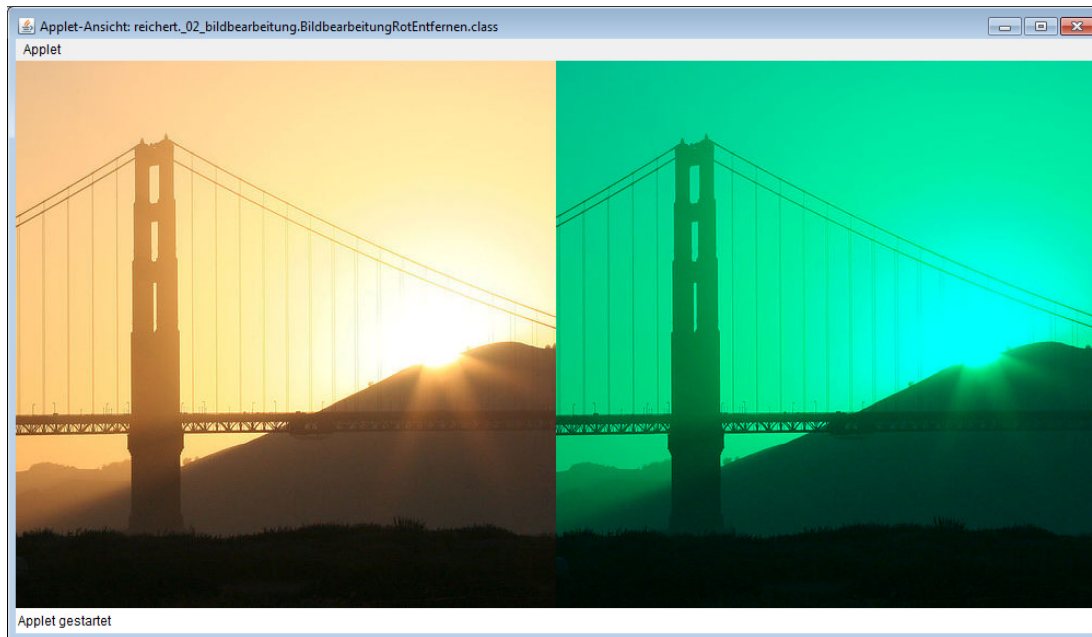 Applet-Ansicht: reichert._02_bildbearbeitung.BildbearbeitungRotEntfernen.class
Applet
Applet gestartet